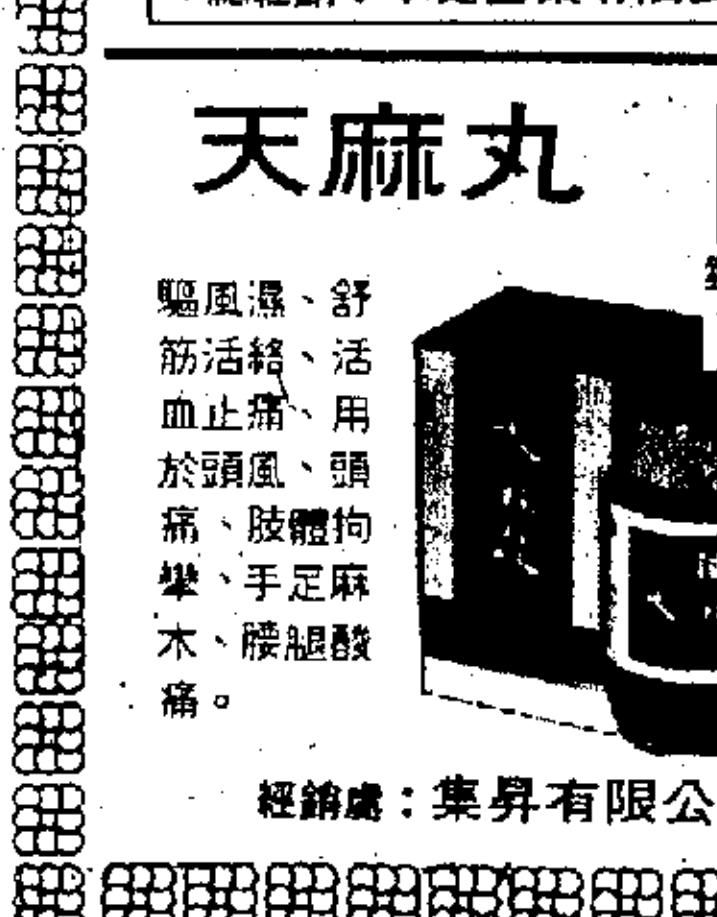 天麻丸
驅風濕、舒
筋活絡、活
血止痛、用
於頭風、頭
痛、肢體拘
攣、手足麻
木、腰腿酸
痛。
經銷處：集昇有限公